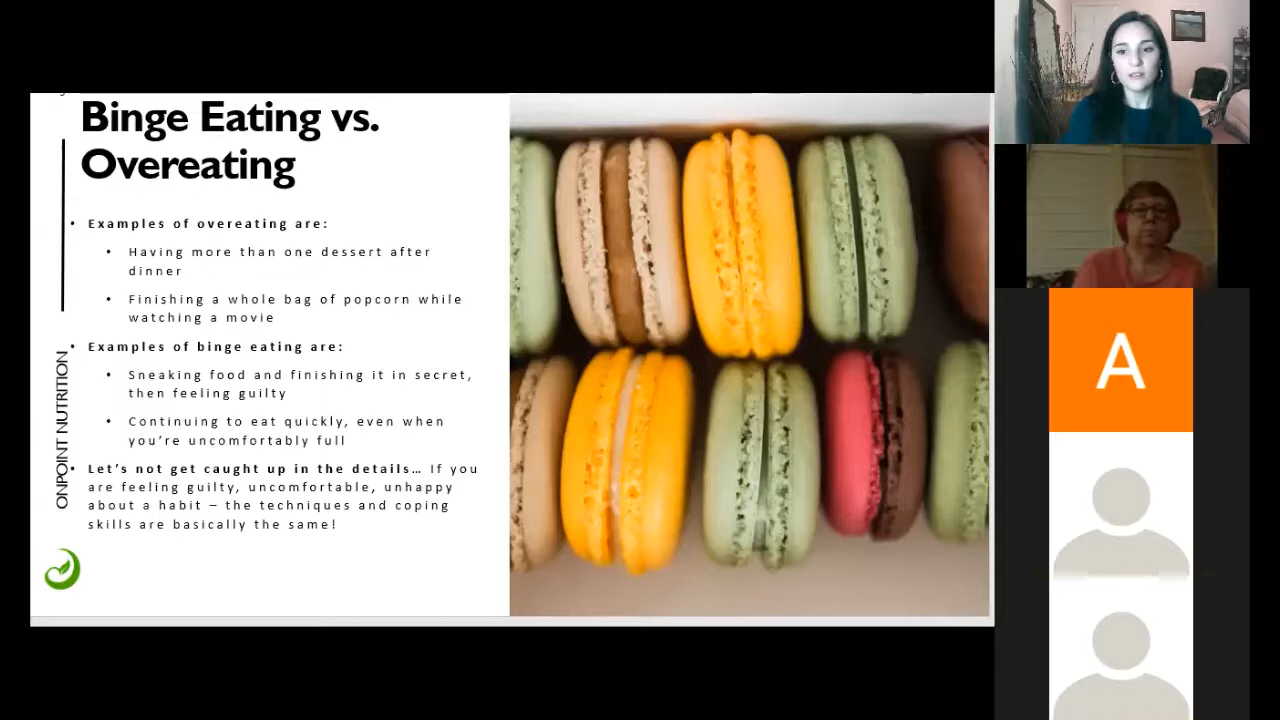 Binge Eating vs.
Overeating
• Examples of overeating are:
• Having more than one dessert after
dinner
• Finishing a whole bag of popcorn while
watching a movie
• Examples of binge eating are:
• Sneaking food and finishing it in secret,
then feeling guilty
• Continuing to eat quickly, even when
you’re uncomfortably full
• Let’s not get caught up in the details… If you
are feeling guilty, uncomfortable, unhappy
about a habit – the techniques and coping
skills are basically the same!
ONPOINT NUTRITION
A